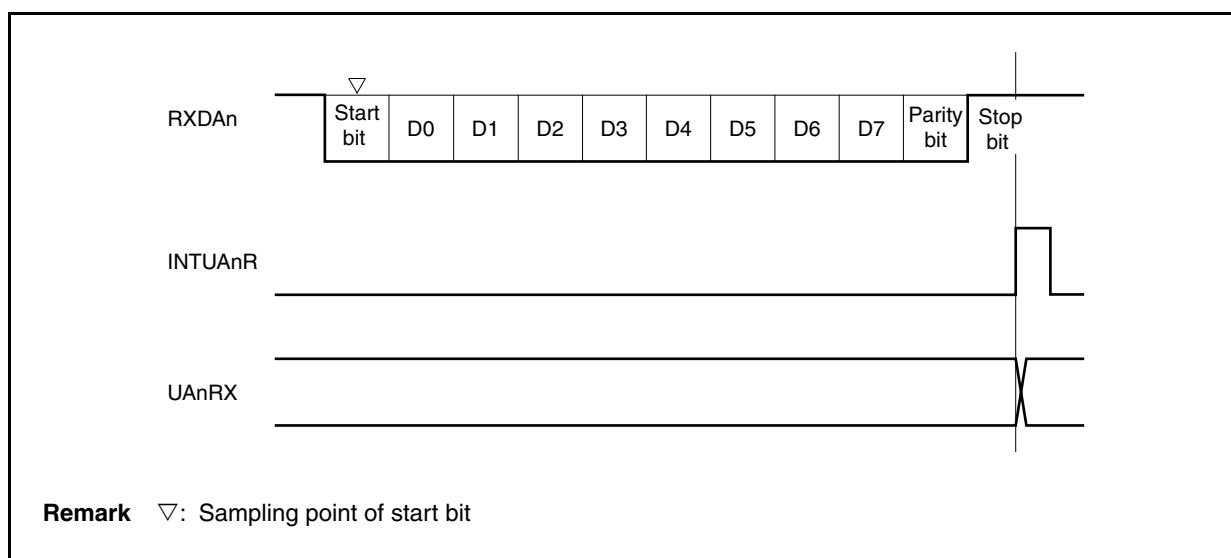 RXDAn
Start bit
D0
D1
D2
D3
D4
D5
D6
D7
Parity bit
Stop bit
INTUAnR
UAnRX
Remark ▽: Sampling point of start bit